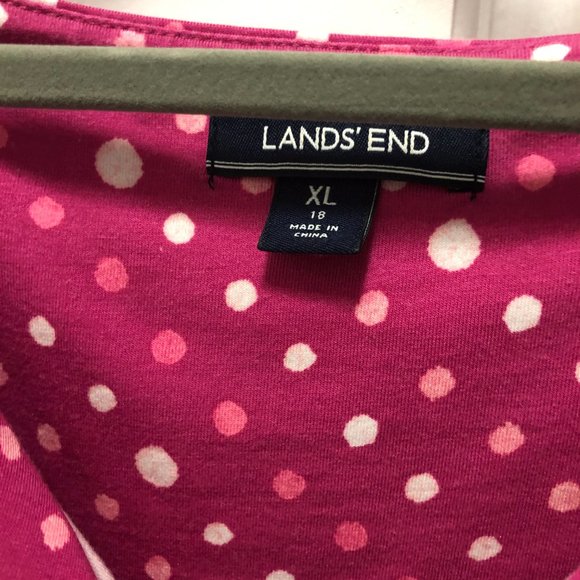 LANDS' END
XL
18
MADE IN
CHINA